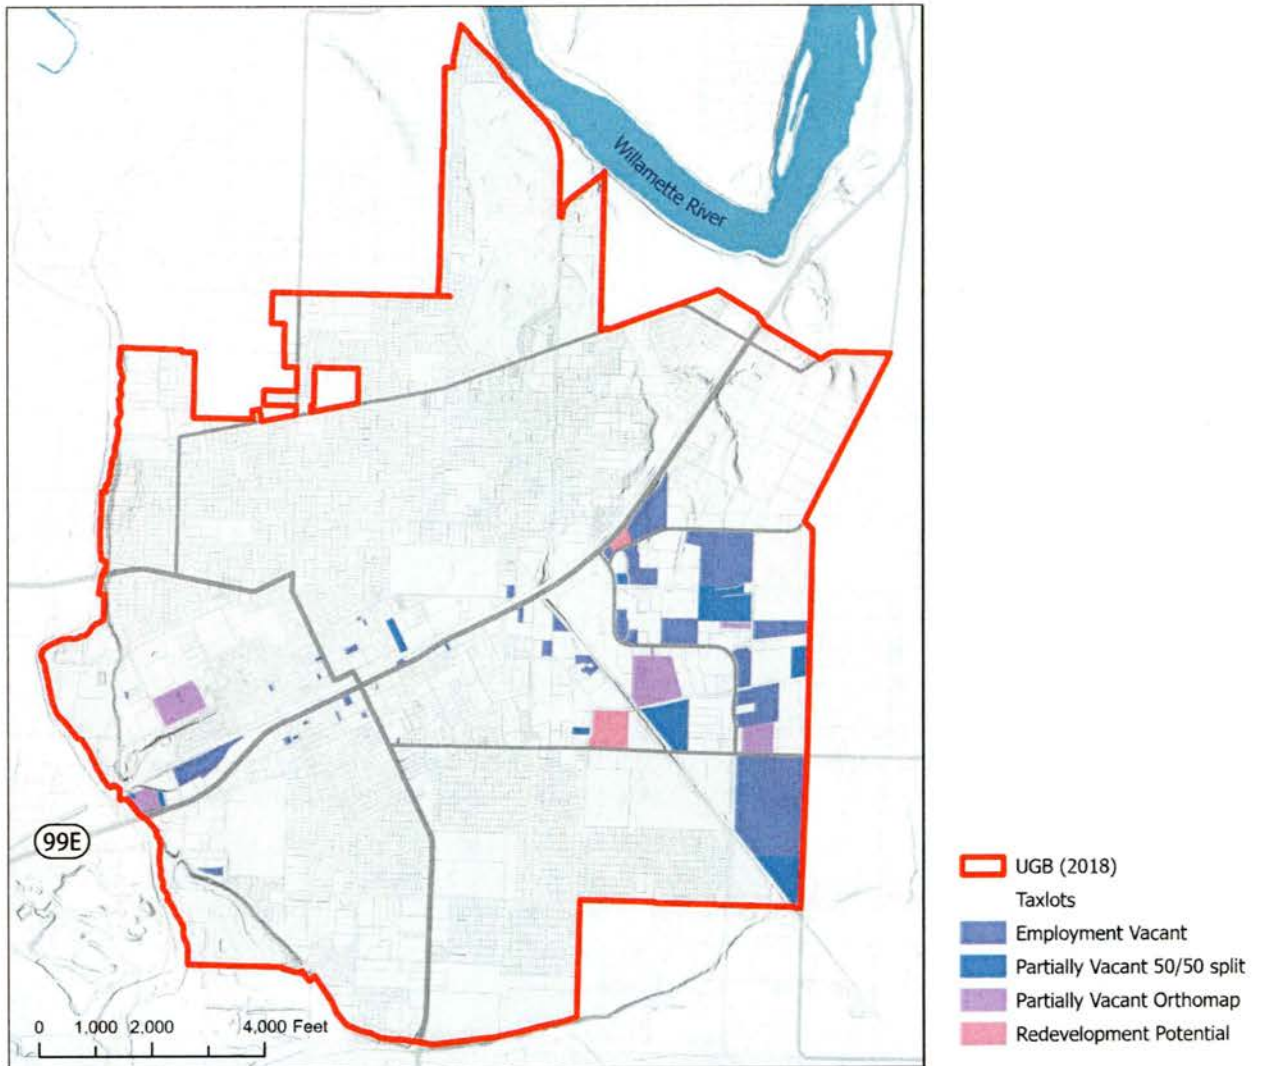 Willamette River
99E
0 1,000 2,000 4,000 Feet
UGB (2018)
Taxlots
Employment Vacant
Partially Vacant 50/50 split
Partially Vacant Orthomap
Redevelopment Potential